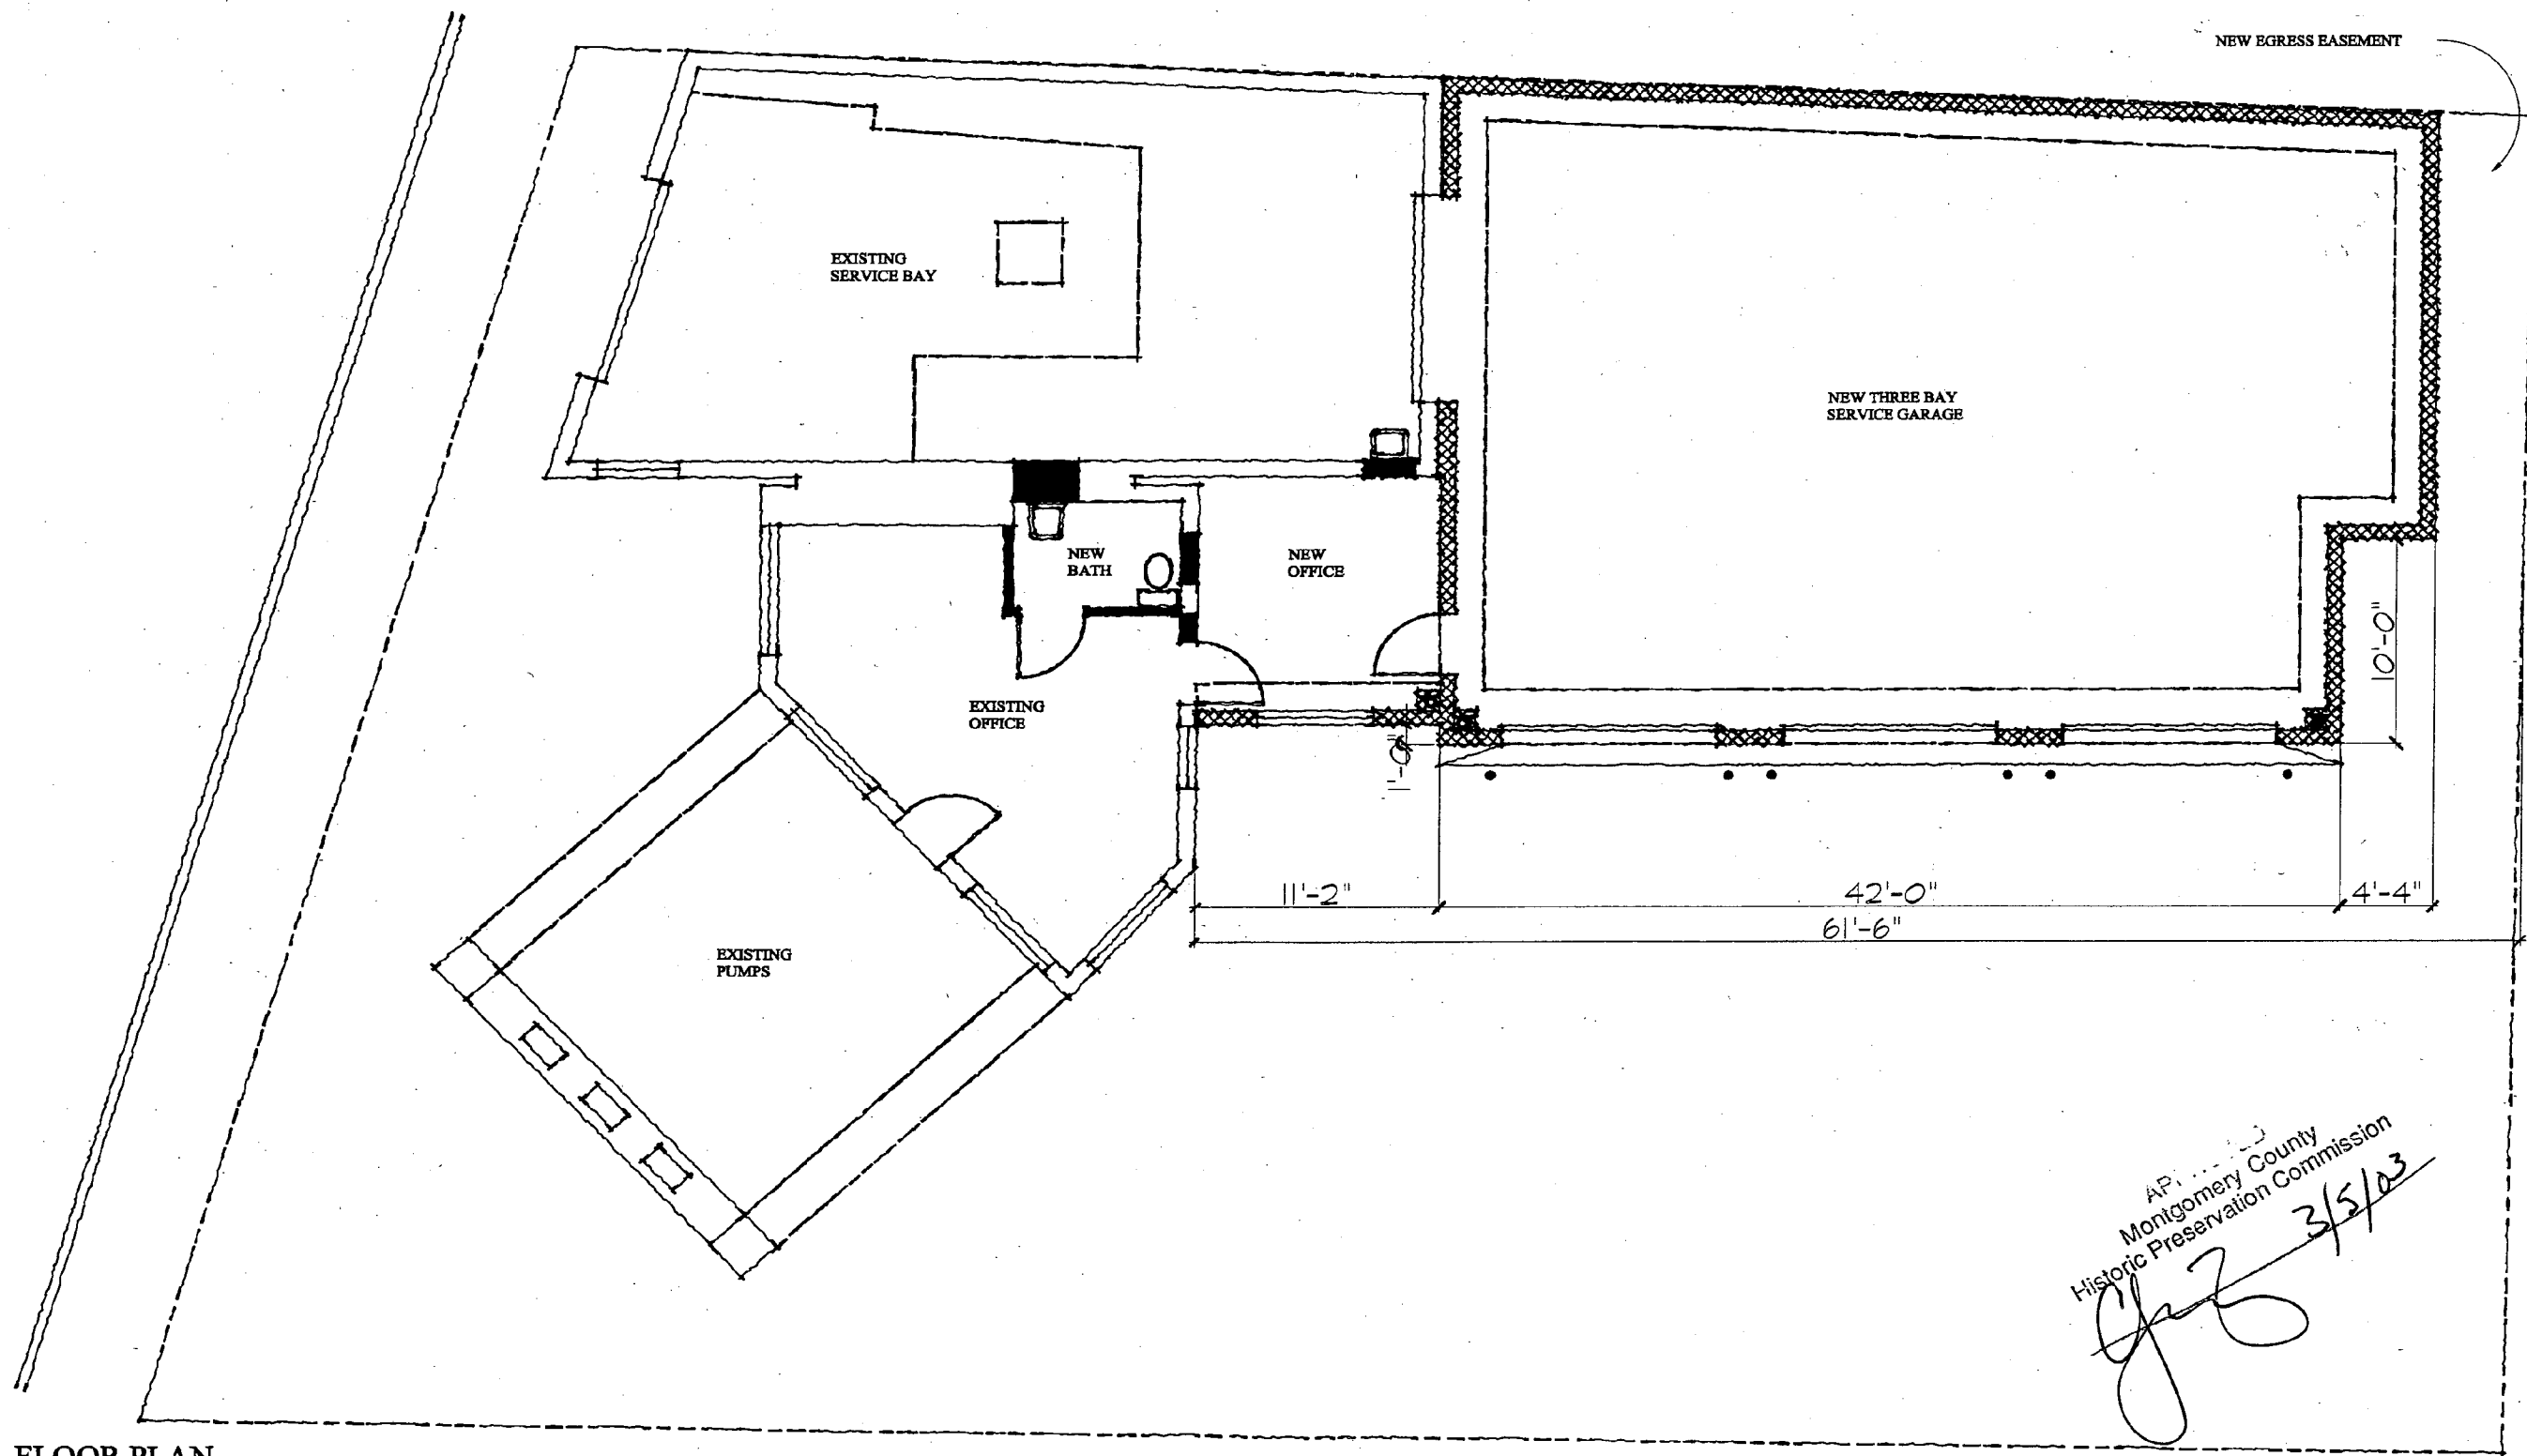 NEW EGRESS EASEMENT
EXISTING
SERVICE BAY
NEW THREE BAY
SERVICE GARAGE
NEW
BATH
NEW
OFFICE
10'-0"
EXISTING
OFFICE
11'-2"
42'-0"
4'-4"
61'-6"
EXISTING
PUMPS
Montgomery County
Historic Preservation Commission
3/5/03
FLOOR PLAN